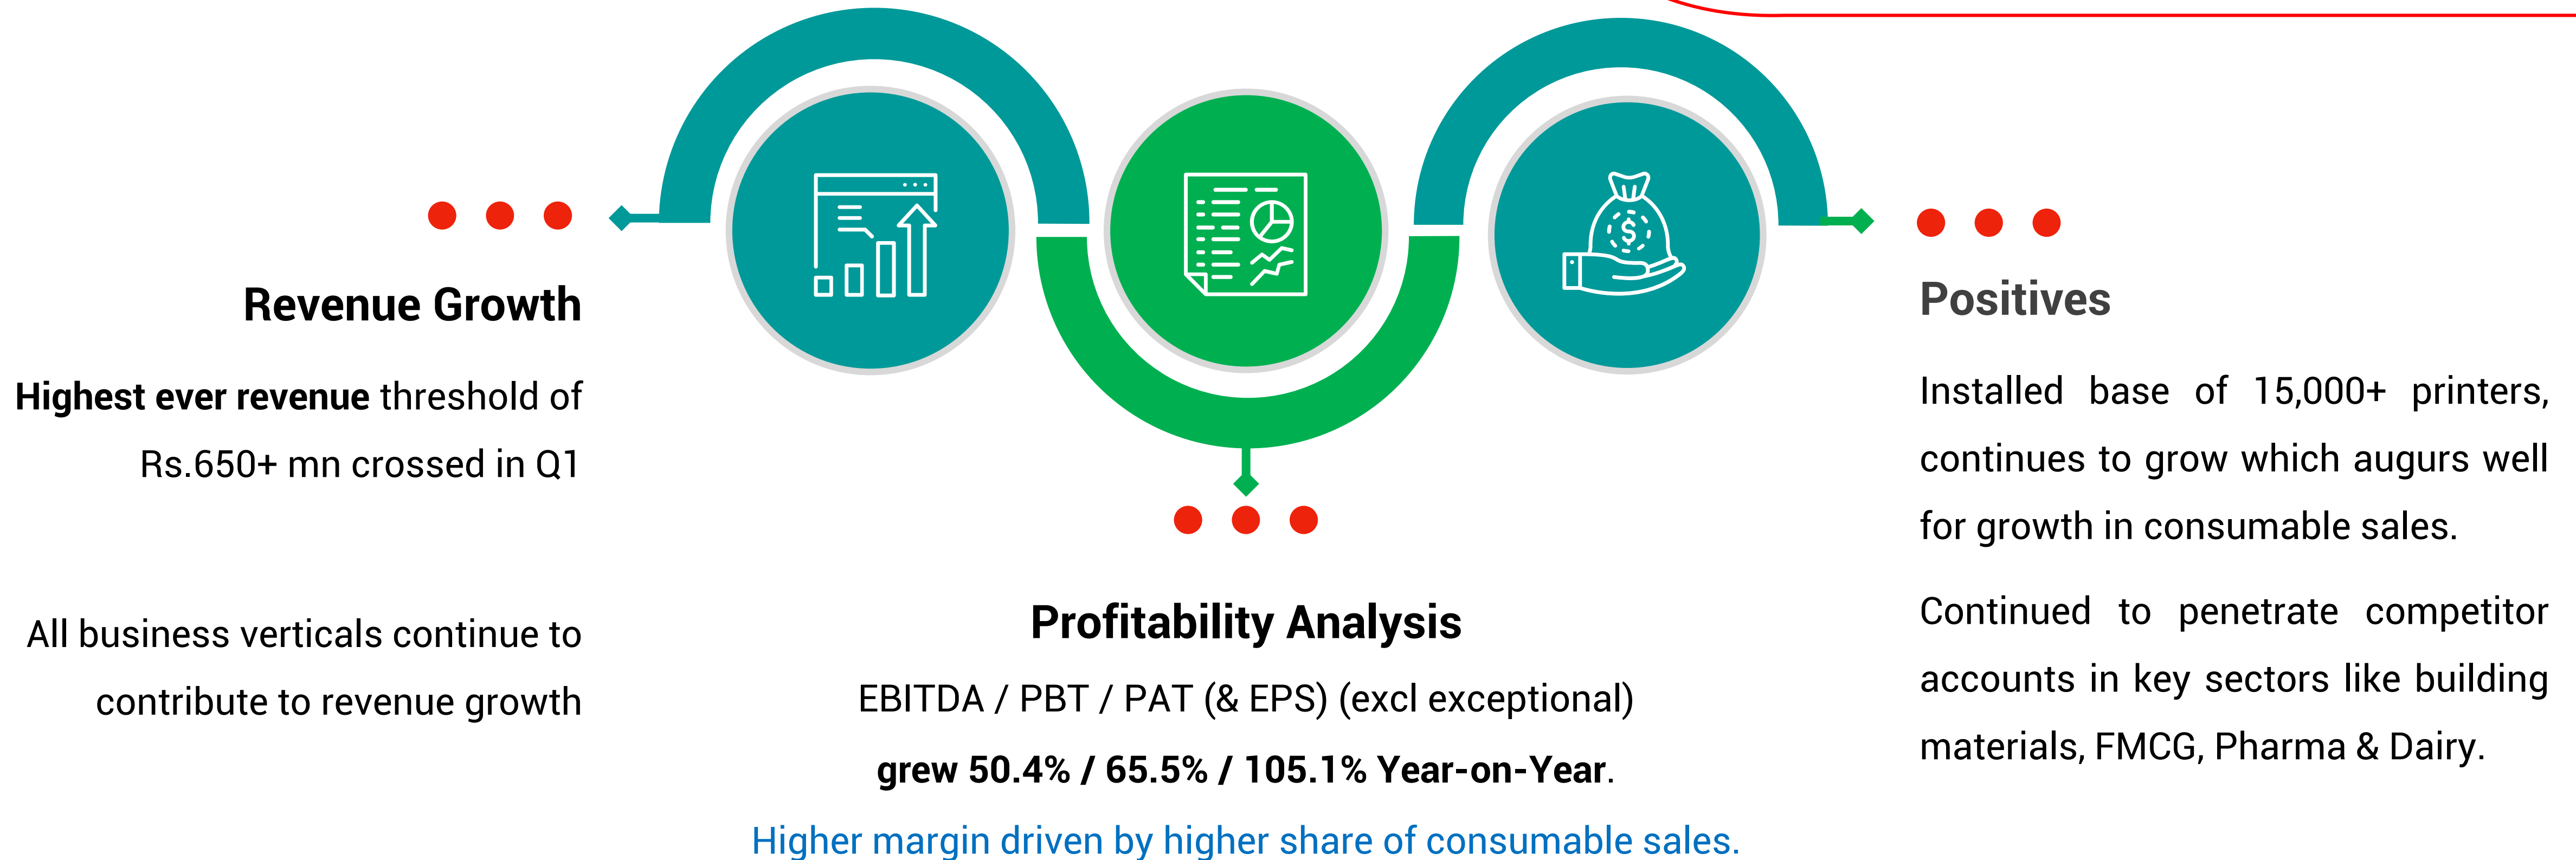 Revenue Growth
Highest ever revenue threshold of
Rs.650+ mn crossed in Q1
All business verticals continue to
contribute to revenue growth
Profitability Analysis
EBITDA / PBT / PAT (& EPS) (excl exceptional)
grew 50.4% / 65.5% / 105.1% Year-on-Year.
Higher margin driven by higher share of consumable sales.
$
Positives
Installed base of 15,000+ printers,
continues to grow which augurs well
for growth in consumable sales.
Continued to penetrate competitor
accounts in key sectors like building
materials, FMCG, Pharma & Dairy.